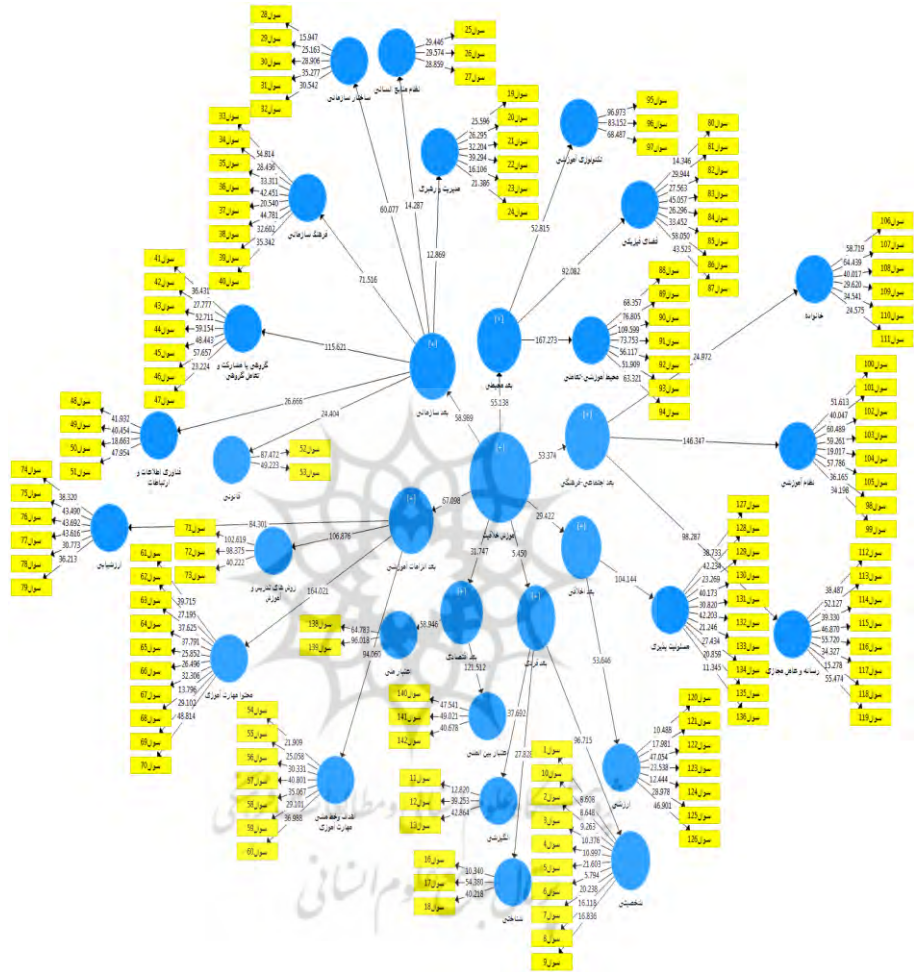 سوال28
سوال29
سوال30
سوال31
سوال32
15.947
25.163
28.906
35.277
30.542
ساختار سازمانی
سوال25
سوال26
سوال27
29.446
29.574
28.859
نظام منابع انسانی
سوال19
سوال20
سوال21
سوال22
سوال23
سوال24
25.596
26.295
32.204
39.294
16.106
21.386
مدیریت و رهبری
سوال95
سوال96
سوال97
96.973
83.152
68.487
تکنولوژی آموزشی
سوال80
سوال81
سوال82
سوال83
سوال84
سوال85
سوال86
سوال87
14.346
29.944
27.563
45.057
26.296
33.452
58.050
43.523
فضای فیزیکی
سوال33
سوال34
سوال35
سوال36
سوال37
سوال38
سوال39
سوال40
54.814
28.436
33.311
42.451
20.540
44.781
32.692
35.342
فرهنگ سازمانی
سوال41
سوال42
سوال43
سوال44
سوال45
سوال46
سوال47
36.431
27.777
52.711
59.154
48.443
57.657
23.224
گروهی یا مشارکت و
تعامل گروهی
سوال88
سوال89
سوال90
سوال91
سوال92
سوال93
سوال94
68.357
76.805
109.599
73.753
56.117
51.909
63.321
محیط آموزشی-تعاملی
سوال106
سوال107
سوال108
سوال109
سوال110
سوال111
58.719
64.439
40.017
29.620
34.541
24.575
خانواده
60.077
14.287
12.869
71.516
115.621
26.666
24.404
52.815
92.082
167.273
24.972
146.347
98.287
[+]
بعد سازمانی
[+]
بعد محیطی
[+]
بعد اجتماعی-فرهنگی
58.989
55.138
53.374
[+]
سوال48
سوال49
سوال50
سوال51
41.932
40.454
18.663
47.954
فناوری اطلاعات و
ارتباطات
سوال52
سوال53
87.472
49.223
قانونی
سوال100
سوال101
سوال102
سوال103
سوال104
سوال105
سوال98
سوال99
51.613
40.047
60.489
59.261
19.017
57.786
36.165
34.198
نظام آموزشی
سوال74
سوال75
سوال76
سوال77
سوال78
سوال79
38.320
43.490
43.692
43.616
30.773
36.213
ارزشیابی
سوال71
سوال72
سوال73
102.619
98.375
40.222
روش های تدریس و
آموزش
84.301
106.676
164.021
94.065
67.098
[+]
بعد الزامات آموزشی
31.747
5.450
29.422
[+]
بعد اخلاقی
104.144
53.646
[+]
بعد اقتصادی
[+]
بعد فردی
سوال61
سوال62
سوال63
سوال64
سوال65
سوال66
سوال67
سوال68
سوال69
سوال70
39.715
27.195
37.625
37.791
25.852
26.496
32.306
13.796
29.102
48.814
محتوا مهارت آموزی
سوال138
سوال139
64.783
96.018
58.946
123.512
سوال140
سوال141
سوال142
47.541
49.021
40.678
اعتبار بین المللی
37.692
27.828
96.715
سوال127
سوال128
سوال129
سوال130
سوال131
سوال132
سوال133
سوال134
سوال135
سوال136
38.733
42.234
23.269
40.173
30.820
42.203
21.246
27.434
20.859
11.345
مسئولیت پذیری
سوال112
سوال113
سوال114
سوال115
سوال116
سوال117
سوال118
سوال119
38.487
52.127
39.330
46.870
55.720
34.327
15.278
55.474
سوال54
سوال55
سوال56
سوال57
سوال58
سوال59
سوال60
21.909
25.058
30.331
40.801
35.067
29.101
36.988
مهارت آموزی
سوال11
سوال12
سوال13
12.820
39.253
42.864
انگیزشی
سوال16
سوال17
سوال18
10.340
54.380
40.218
شناختی
سوال1
سوال10
سوال2
سوال3
سوال4
سوال5
سوال6
سوال7
سوال8
سوال9
8.608
8.648
9.263
10.376
10.997
21.603
5.794
20.238
16.118
16.836
شخصیتی
سوال120
سوال121
سوال122
سوال123
سوال124
سوال125
سوال126
10.488
17.981
47.054
23.538
12.444
28.978
46.901
ارزشی